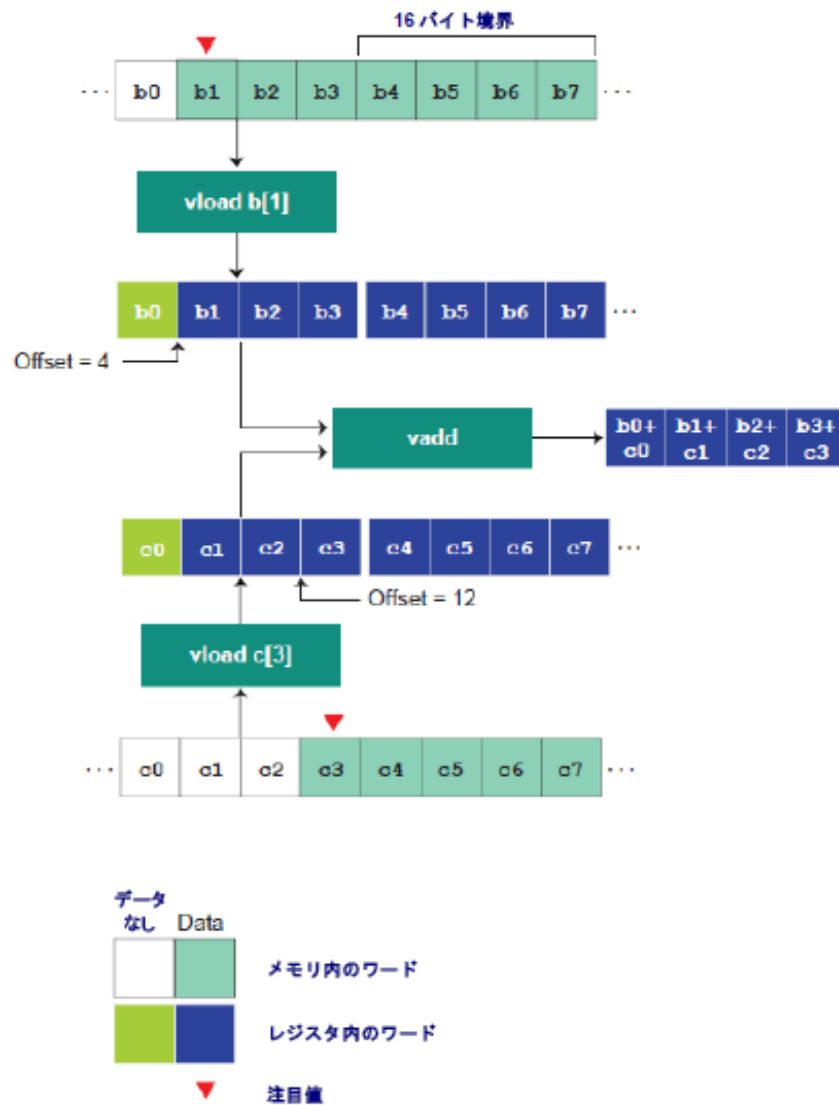 16 バイト境界
... b0 b1 b2 b3 b4 b5 b6 b7 ...
vload b[1]
b0 b1 b2 b3 b4 b5 b6 b7 ...
Offset = 4
vadd
b0+ b1+ b2+ b3+
c0 c1 c2 c3
c0 c1 c2 c3 c4 c5 c6 c7 ...
Offset = 12
vload c[3]
... c0 c1 c2 c3 c4 c5 c6 c7 ...
データ
なし Data
メモリ内のワード
レジスタ内のワード
注目値